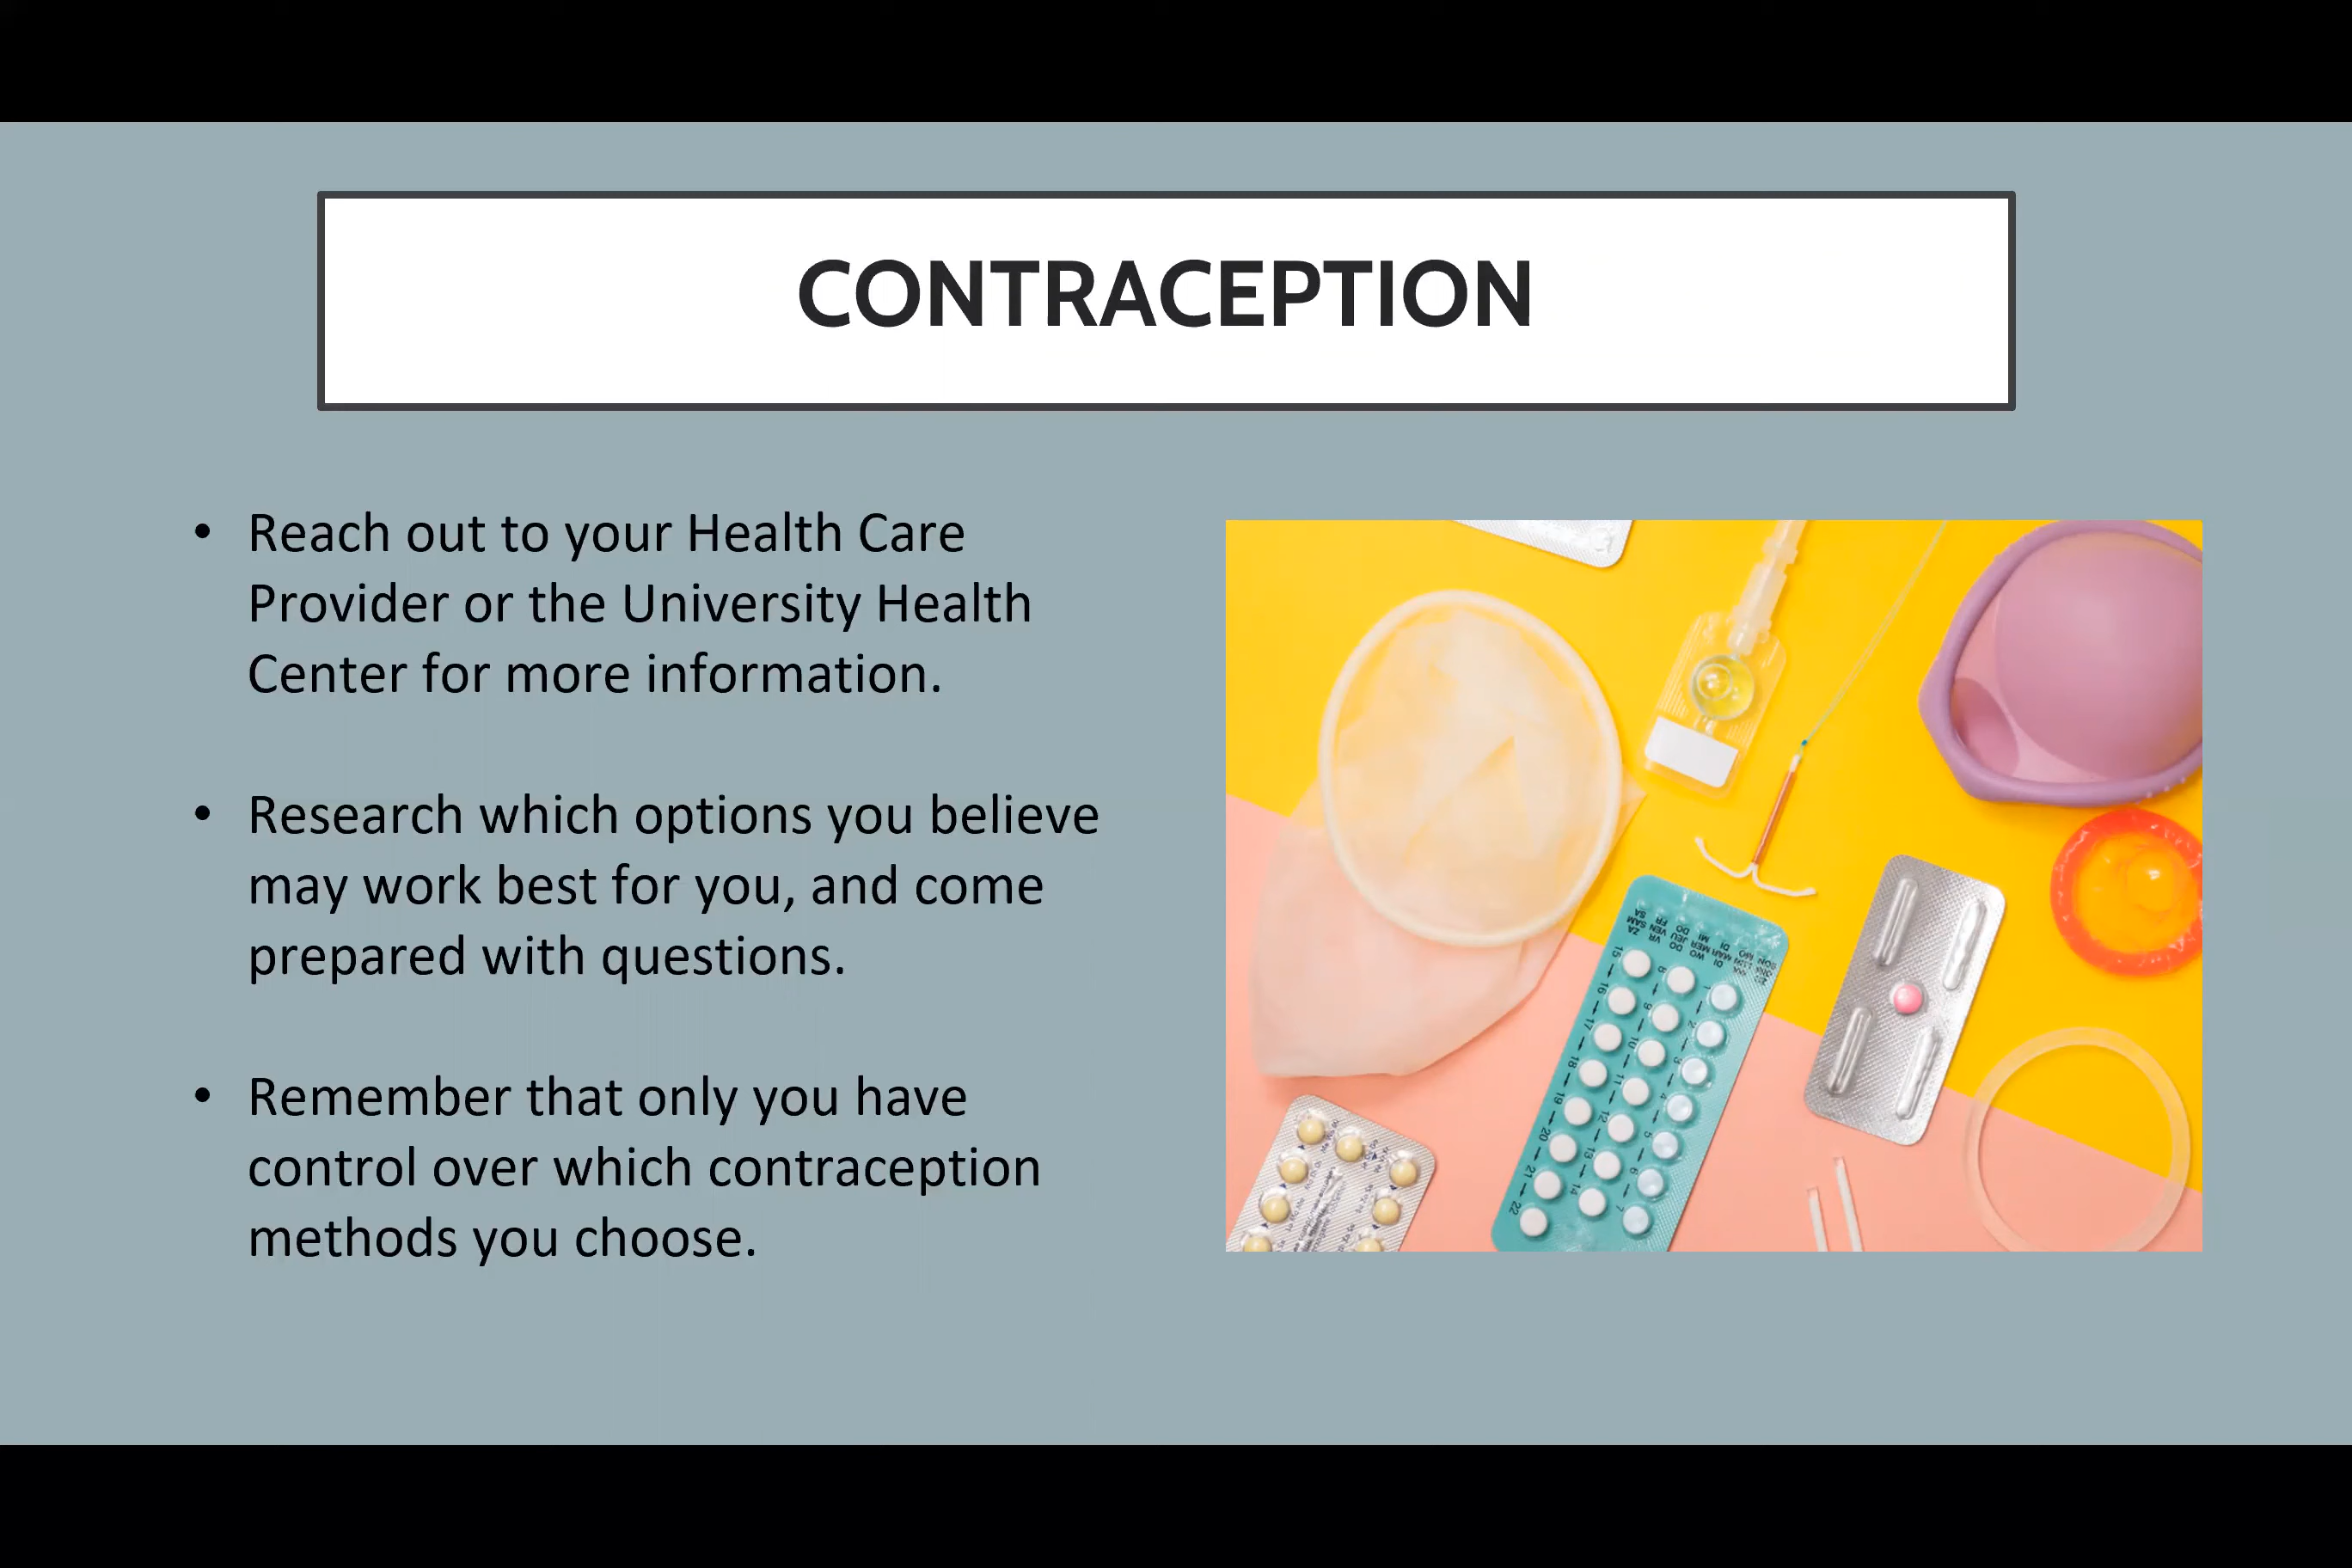 CONTRACEPTION
• Reach out to your Health Care
Provider or the University Health
Center for more information.
• Research which options you believe
may work best for you, and come
prepared with questions.
• Remember that only you have
control over which contraception
methods you choose.